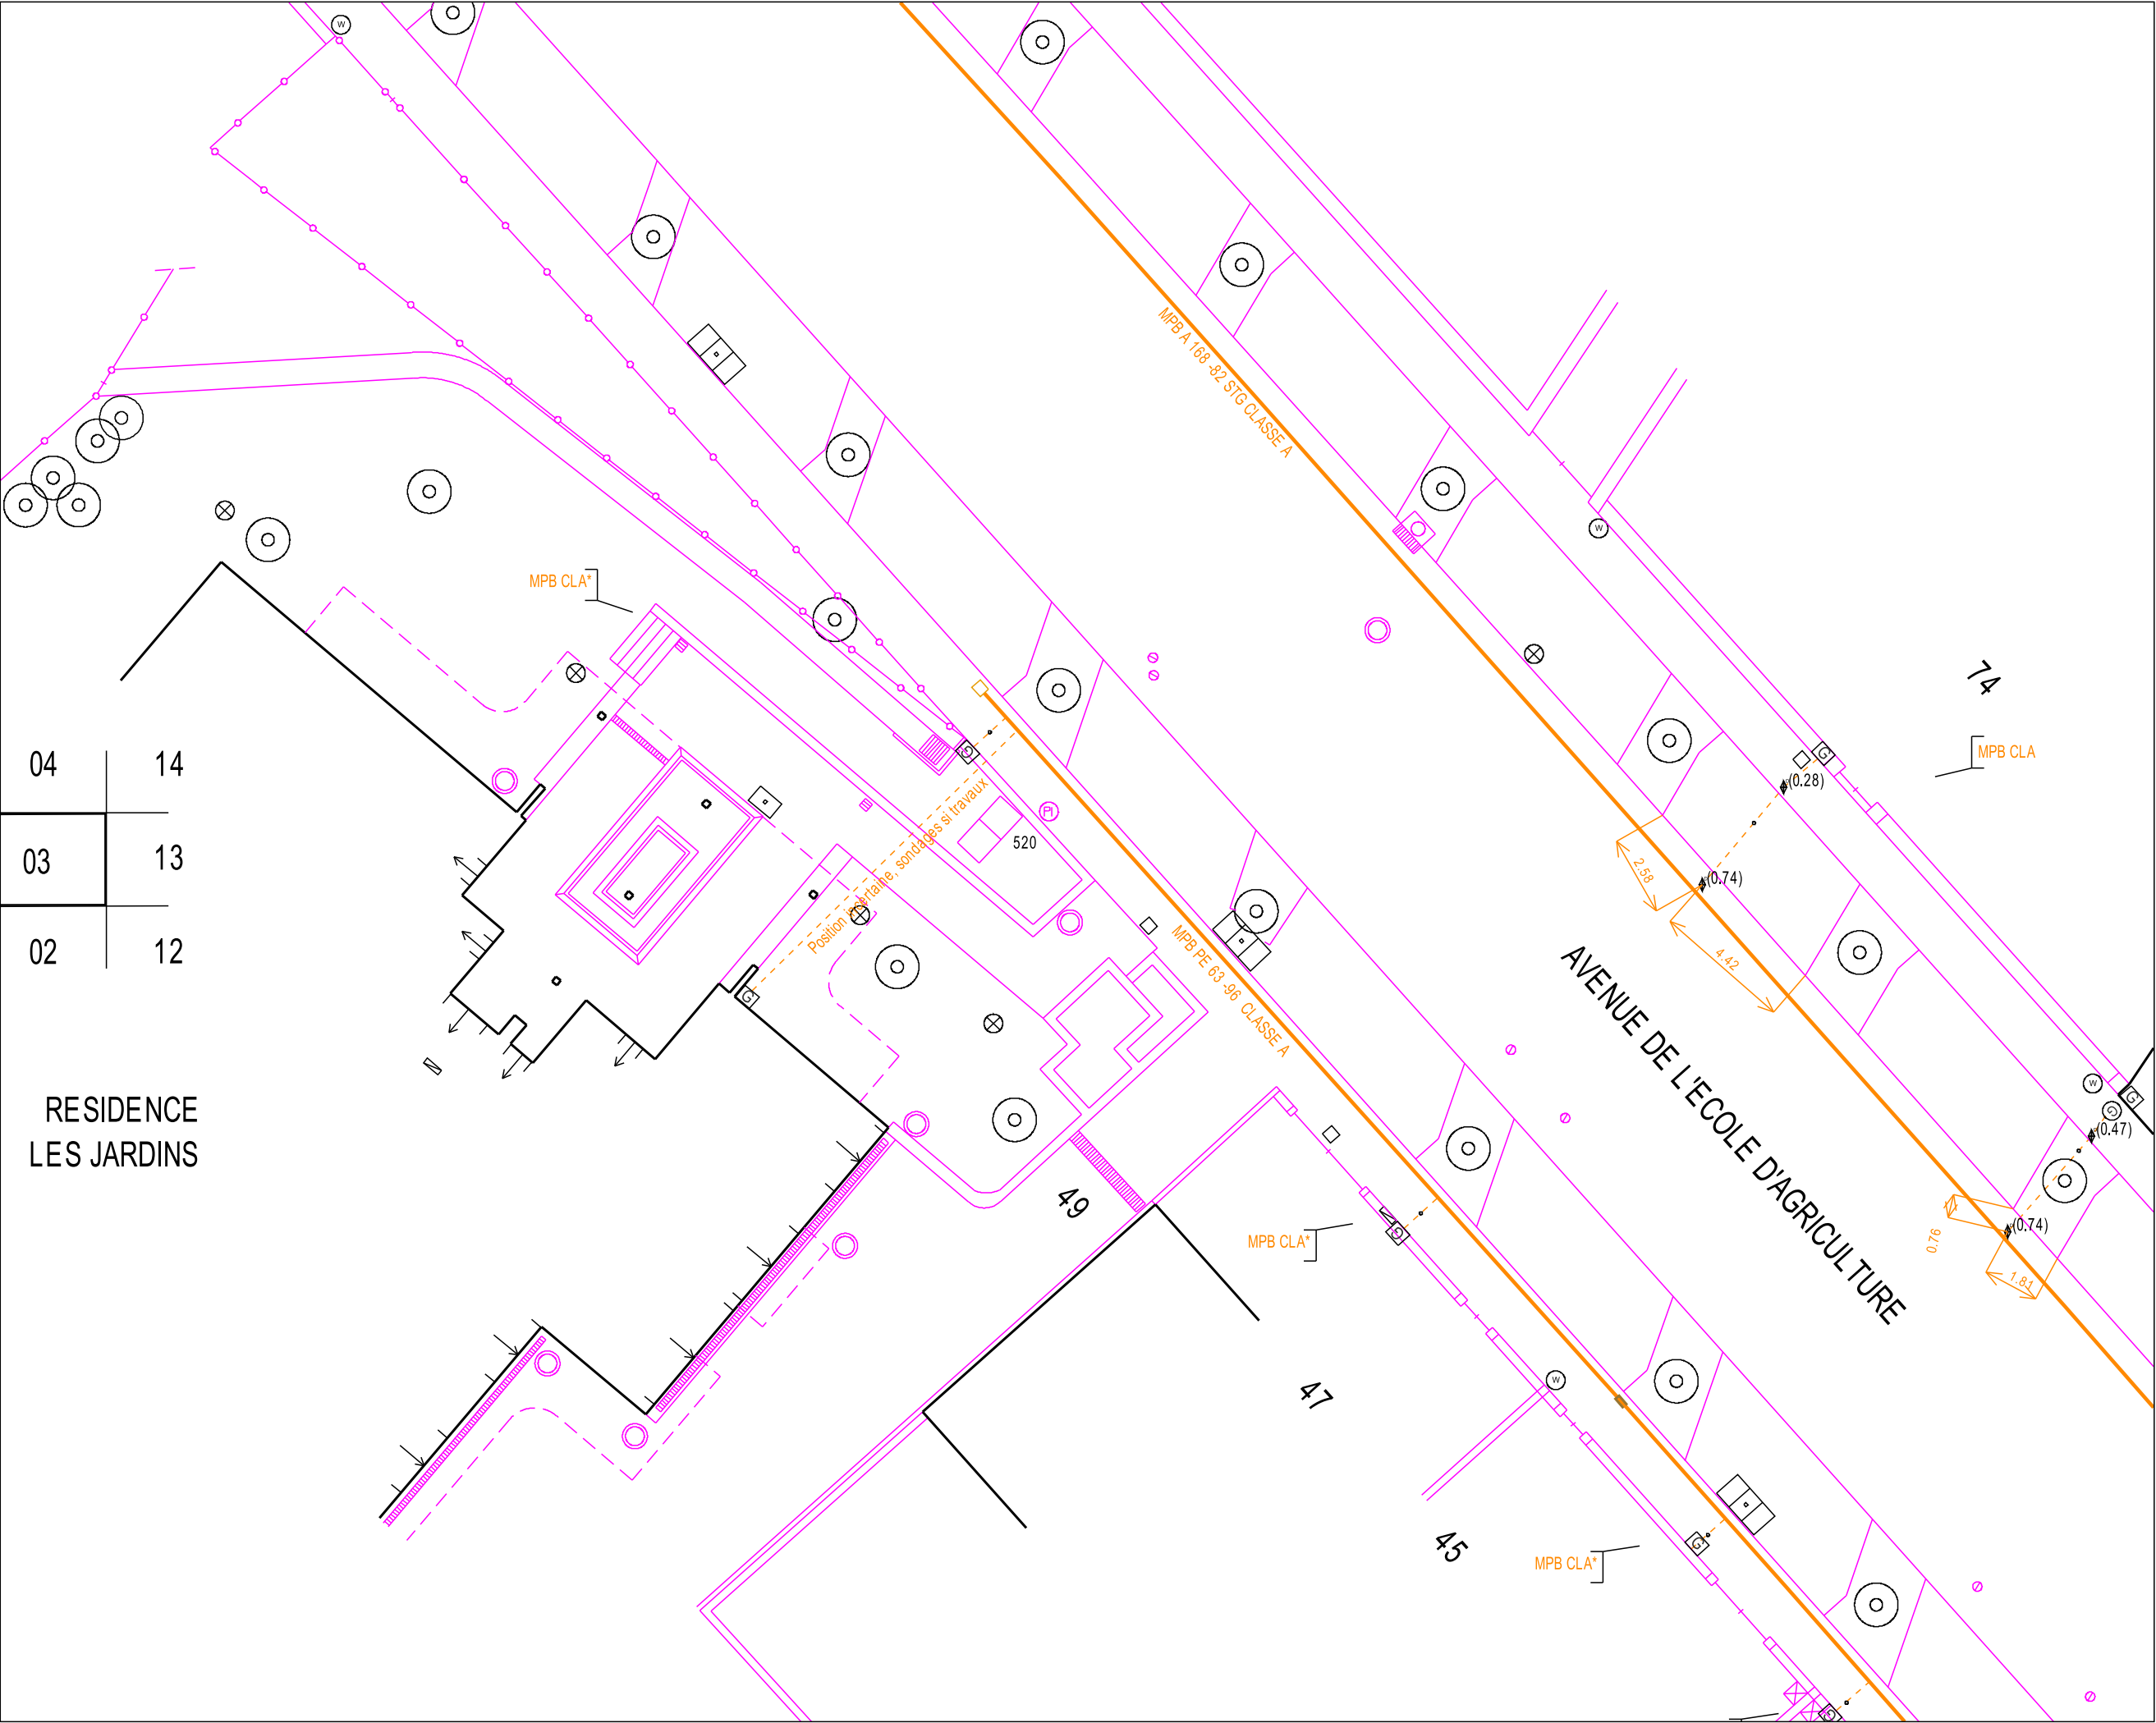 W
MPB A 168 -82 STG CLASSE A
W
MPB CLA*
74
MPB CLA
G
G
(0.28)
04
14
Position incertaine, sondages si travaux
PI
520
03
13
2.58
(0.74)
02
12
4.42
MPB PE 63 -96 CLASSE A
G
AVENUE DE L'ECOLE D'AGRICULTURE
W
G
G
(0.47)
RESIDENCE
LES JARDINS
49
MPB CLA*
G
0.76
(0.74)
1.81
47
W
45
MPB CLA*
G
G